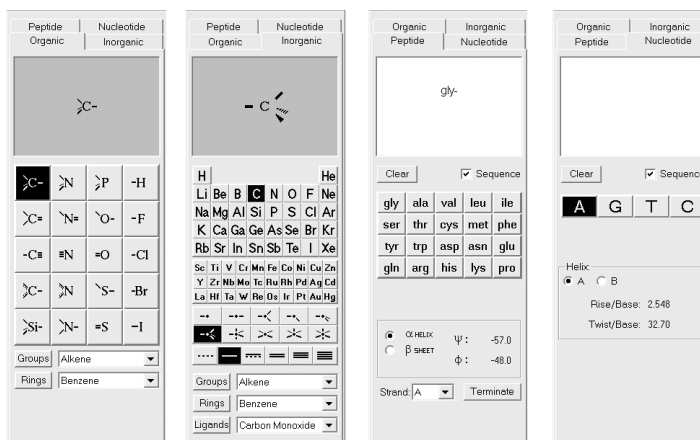 Peptide Nucleotide
Organic Inorganic
C-
C- N P -H
C= N= O- -F
-C≡ ≡N =O -Cl
C- N S- -Br
Si- N- =S -I
Groups Alkene
Rings Benzene
Peptide Nucleotide
Organic Inorganic
C
H He
Li Be B C N O F Ne
Na Mg Al Si P S Cl Ar
K Ca Ga Ge As Se Br Kr
Rb Sr In Sn Sb Te I Xe
Sc Ti V Cr Mn Fe Co Ni Cu Zn
Y Zr Nb Mo Tc Ru Rh Pd Ag Cd
La Hf Ta W Re Os Ir Pt Au Hg
Groups Alkene
Rings Benzene
Ligands Carbon Monoxide
Organic Inorganic
Peptide Nucleotide
gly-
Clear Sequence
gly ala val leu ile
ser thr cys met phe
tyr trp asp asn glu
gln arg his lys pro
α HELIX Ψ: -57.0
β SHEET Φ: -48.0
Strand: A Terminate
Organic Inorganic
Peptide Nucleotide
Clear Sequence
A G T C
Helix
A B
Rise/Base: 2.548
Twist/Base: 32.70